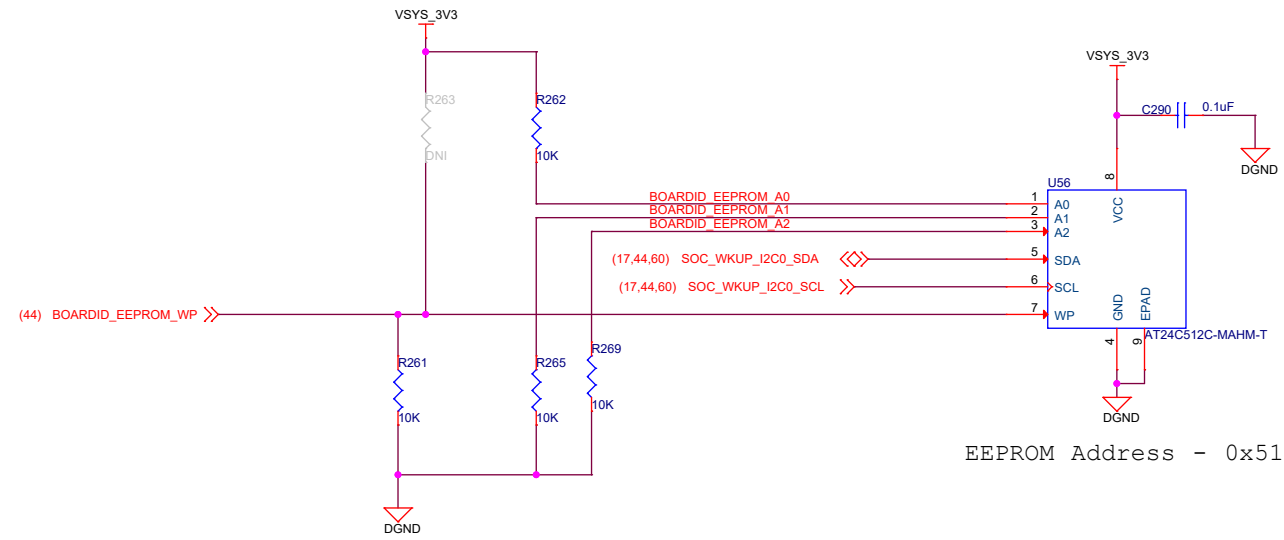 VSYS_3V3
VSYS_3V3
R263
DNI
R262
10K
C290 0.1uF
DGND
U56
BOARDID_EEPROM_A0 1 A0
BOARDID_EEPROM_A1 2 A1
BOARDID_EEPROM_A2 3 A2
8 VCC
(17,44,60) SOC_WKUP_I2C0_SDA 5 SDA
(17,44,60) SOC_WKUP_I2C0_SCL 6 SCL
(44) BOARDID_EEPROM_WP 7 WP
GND EPAD
4 9
AT24C512C-MAHM-T
R261
10K
R265
10K
R269
10K
DGND
EEPROM Address - 0x51
DGND